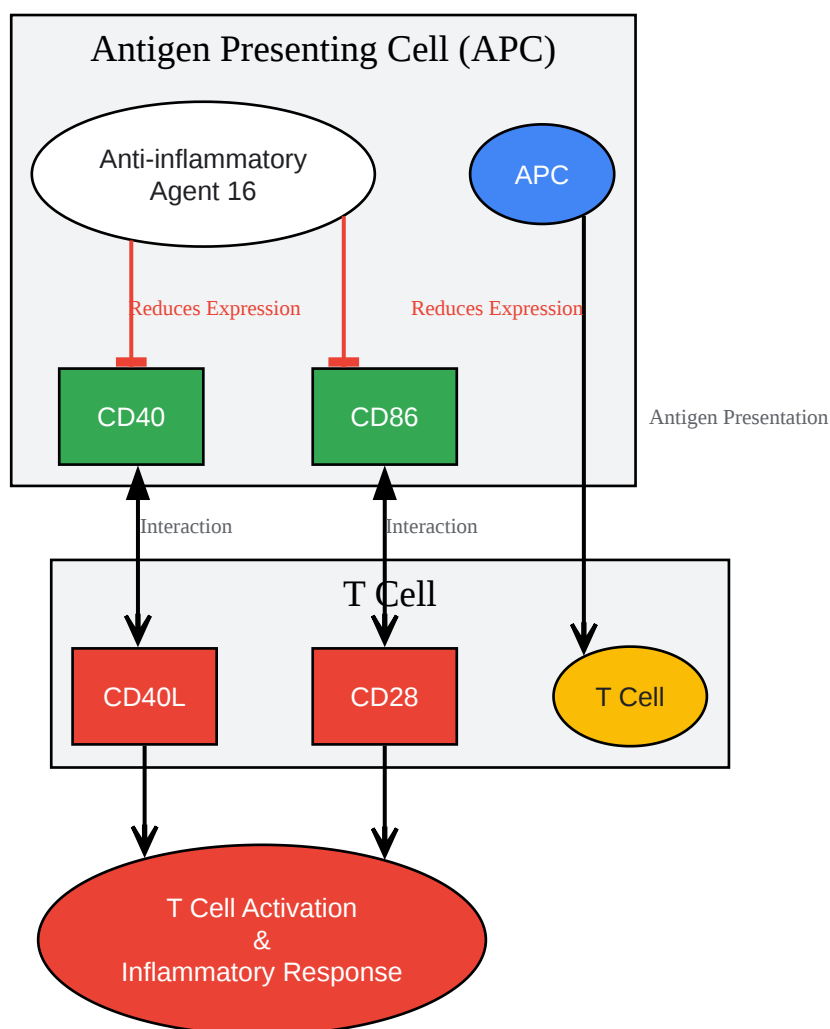 Antigen Presenting Cell (APC)
Anti-inflammatory
Agent 16
APC
Reduces Expression
Reduces Expression
CD40
CD86
Antigen Presentation
Interaction
Interaction
T Cell
CD40L
CD28
T Cell
T Cell Activation
&
Inflammatory Response